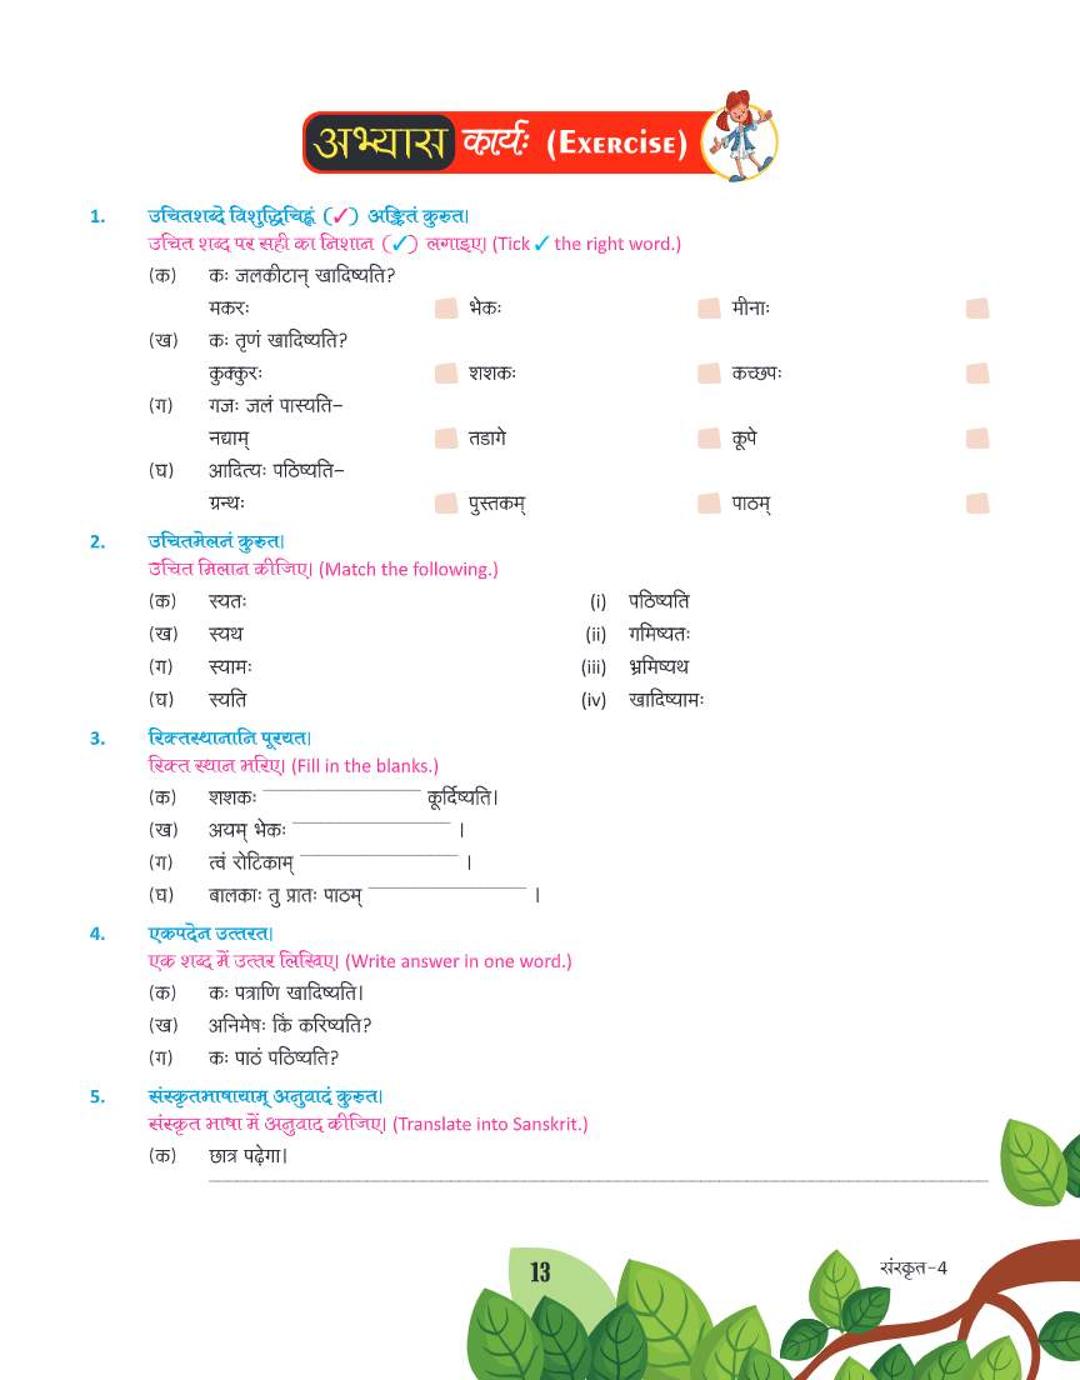 अभ्यास कार्यः (Exercise)
1. उचितशब्दे विशुद्धिचिह्नं (✓) अङ्कितं कुरुत।
उचित शब्द पर सही का निशान (✓) लगाइए। (Tick ✓ the right word.)
(क) कः जलकीटान् खादिष्यति?
मकरः भेकः मीनाः
(ख) कः तृणं खादिष्यति?
कुक्कुरः शशकः कच्छपः
(ग) गजः जलं पास्यति–
नद्याम् तडागे कूपे
(घ) आदित्यः पठिष्यति–
ग्रन्थः पुस्तकम् पाठम्
2. उचितमेलनं कुरुत।
उचित मिलान कीजिए। (Match the following.)
(क) स्यतः (i) पठिष्यति
(ख) स्यथ (ii) गमिष्यतः
(ग) स्यामः (iii) भ्रमिष्यथ
(घ) स्यति (iv) खादिष्यामः
3. रिक्तस्थानानि पूरयत।
रिक्त स्थान भरिए। (Fill in the blanks.)
(क) शशकः ____________ कूर्दिष्यति।
(ख) अयम् भेकः ____________ ।
(ग) त्वं रोटिकाम् ____________ ।
(घ) बालकाः तु प्रातः पाठम् ____________ ।
4. एकपदेन उत्तरत।
एक शब्द में उत्तर लिखिए। (Write answer in one word.)
(क) कः पत्राणि खादिष्यति।
(ख) अनिमेषः किं करिष्यति?
(ग) कः पाठं पठिष्यति?
5. संस्कृतभाषायाम् अनुवादं कुरुत।
संस्कृत भाषा में अनुवाद कीजिए। (Translate into Sanskrit.)
(क) छात्र पढ़ेगा।
13
संस्कृत–4